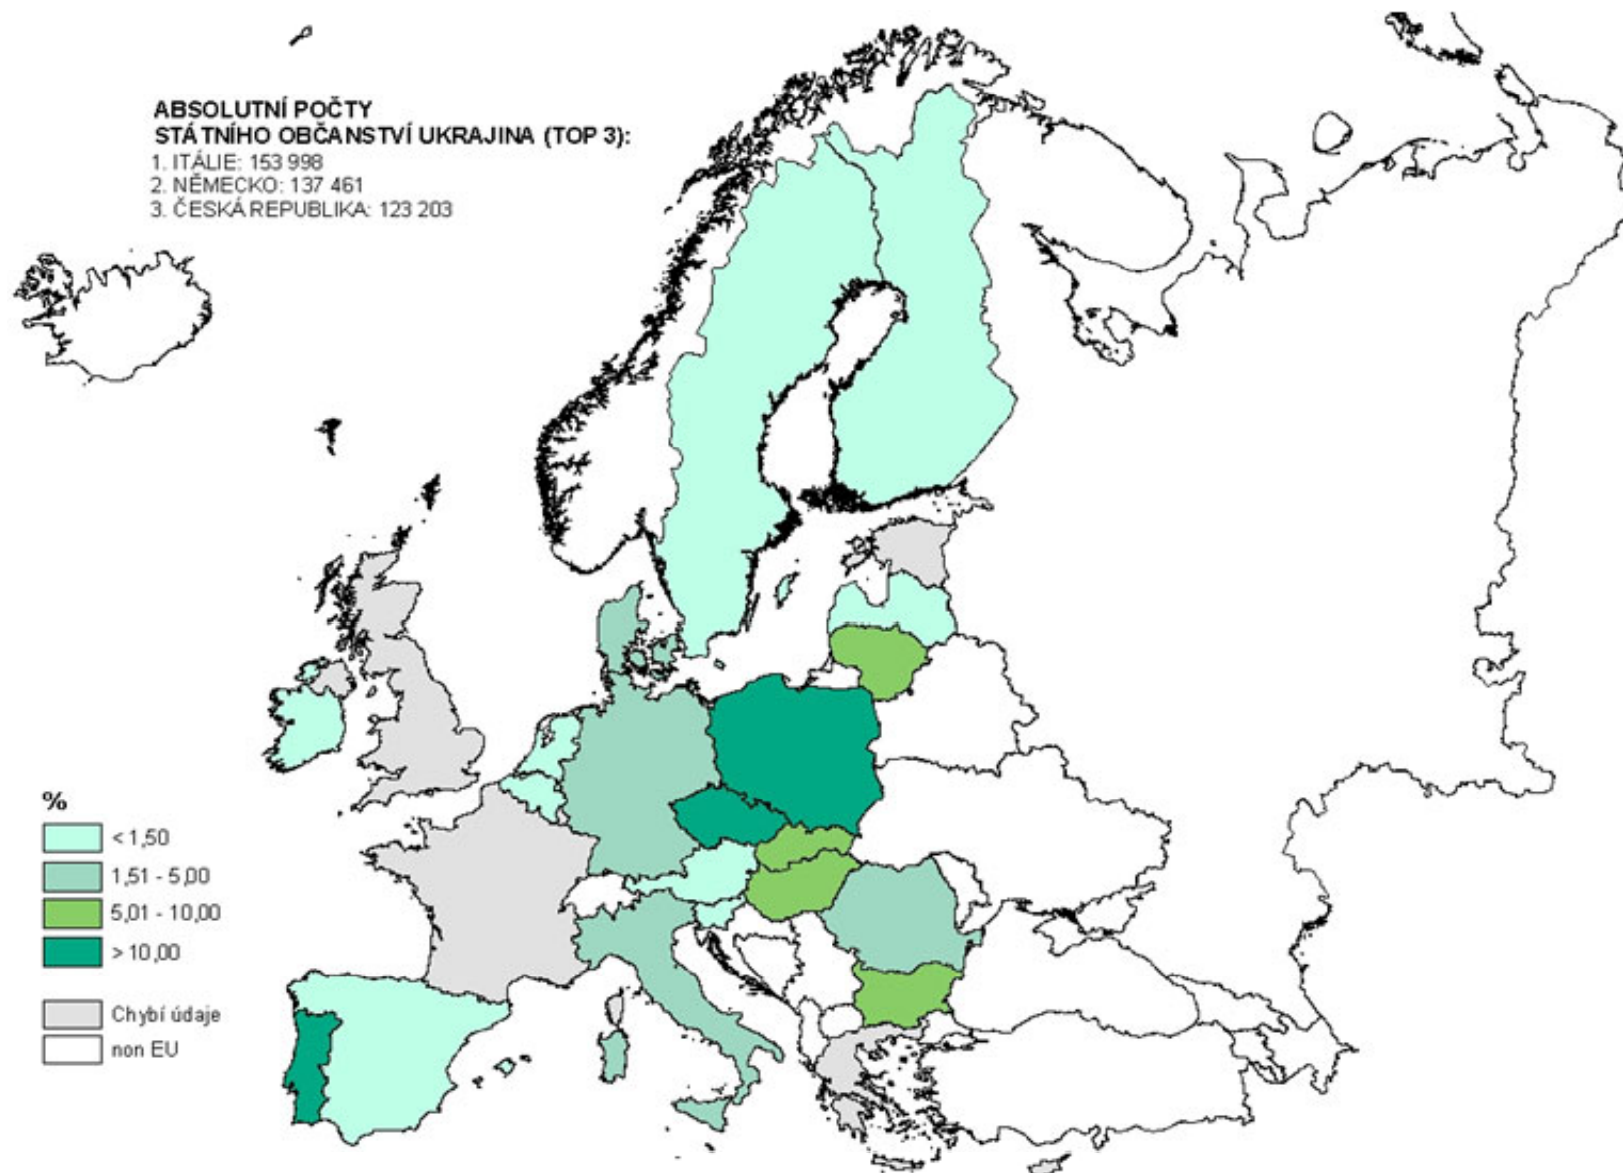 ABSOLUTNÍ POČTY
STÁTNÍHO OBČANSTVÍ UKRAJINA (TOP 3):
1. ITÁLIE: 153 998
2. NĚMECKO: 137 461
3. ČESKÁ REPUBLIKA: 123 203
%
< 1,50
1,51 - 5,00
5,01 - 10,00
> 10,00
Chybí údaje
non EU